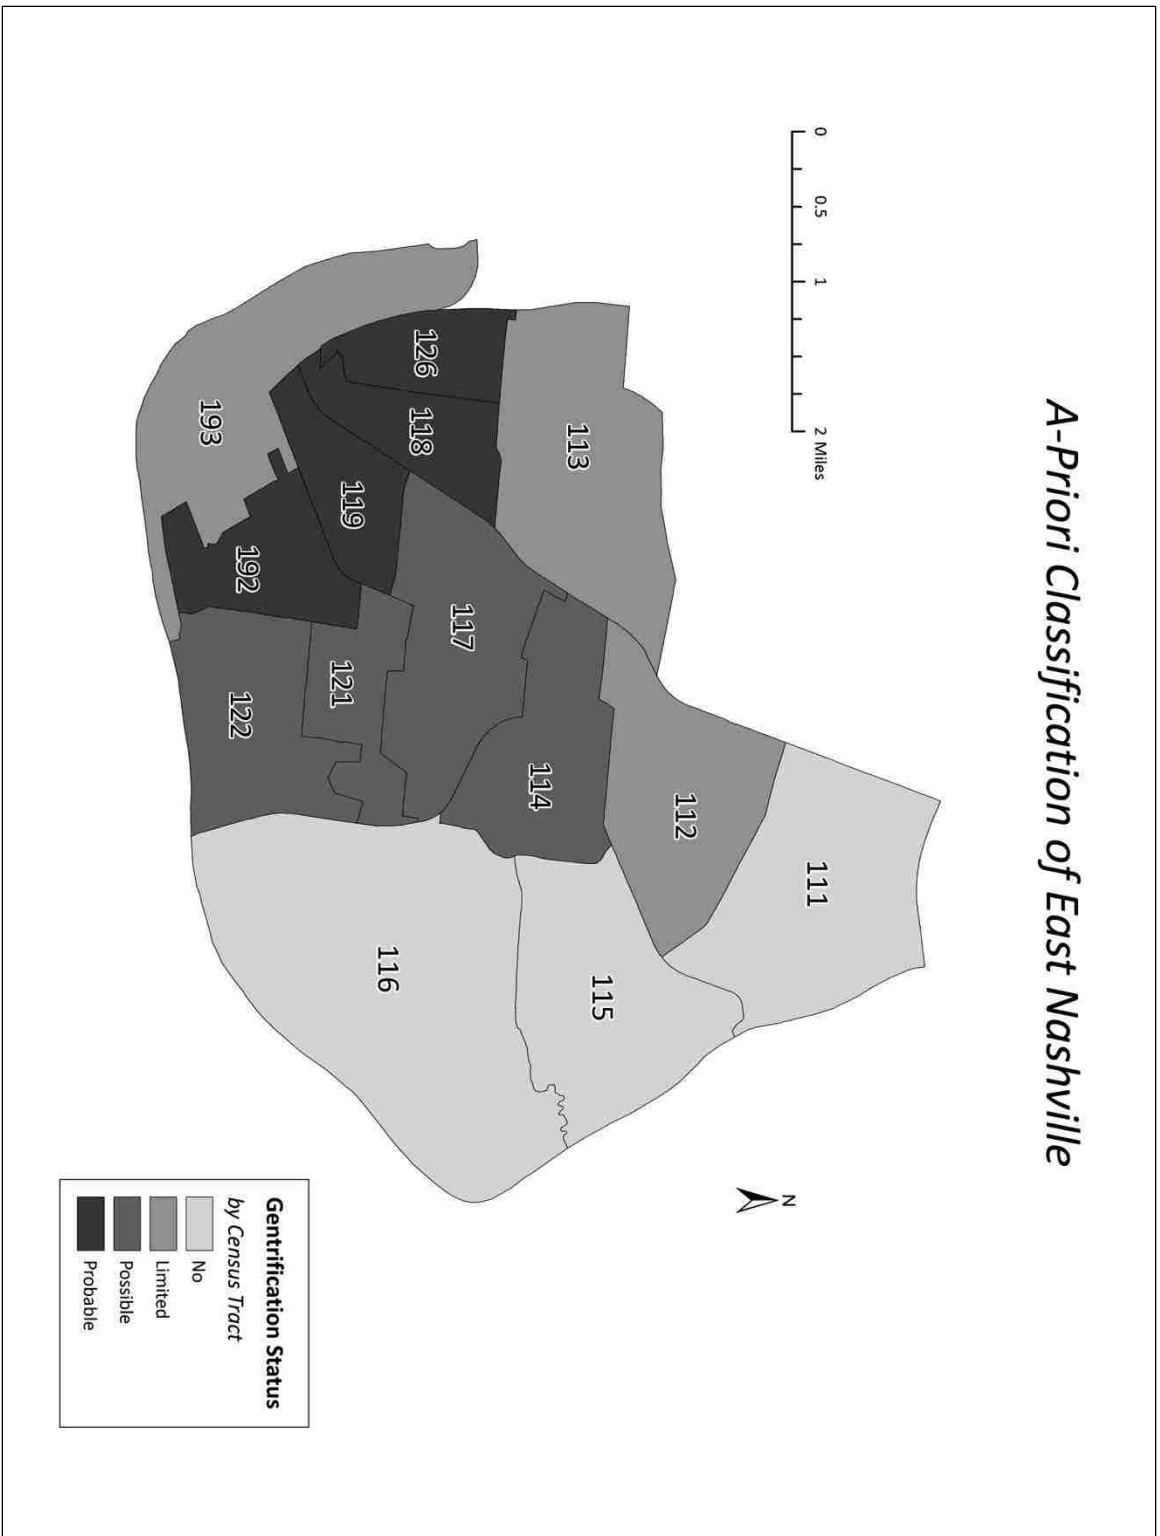 A-Priori Classification of East Nashville
0 0.5 1 2 Miles
N
111
112
113
115
114
126
118
117
116
119
121
193
192
122
Gentrification Status
by Census Tract
No
Limited
Possible
Probable